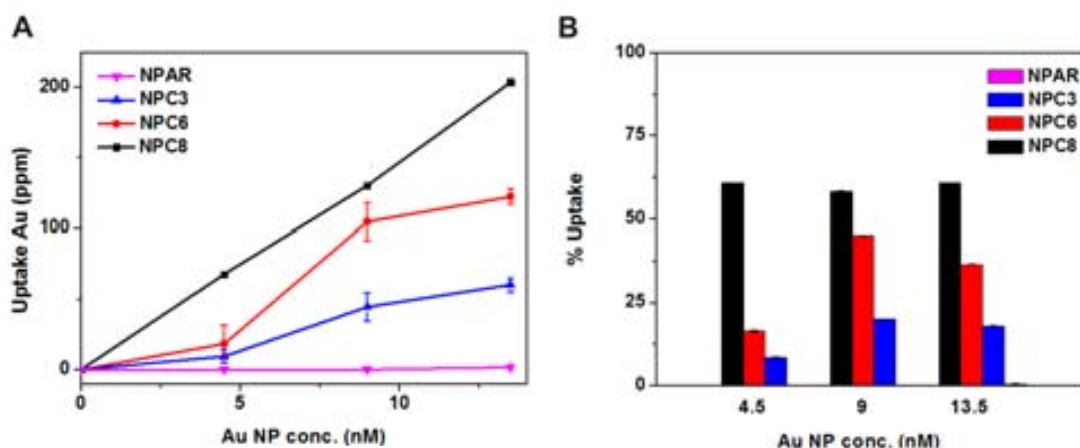 A
NPAR
NPC3
NPC6
NPC8
Uptake Au (ppm)
200
100
0
0
5
10
Au NP conc. (nM)
B
NPAR
NPC3
NPC6
NPC8
% Uptake
100
75
50
25
0
4.5
9
13.5
Au NP conc. (nM)